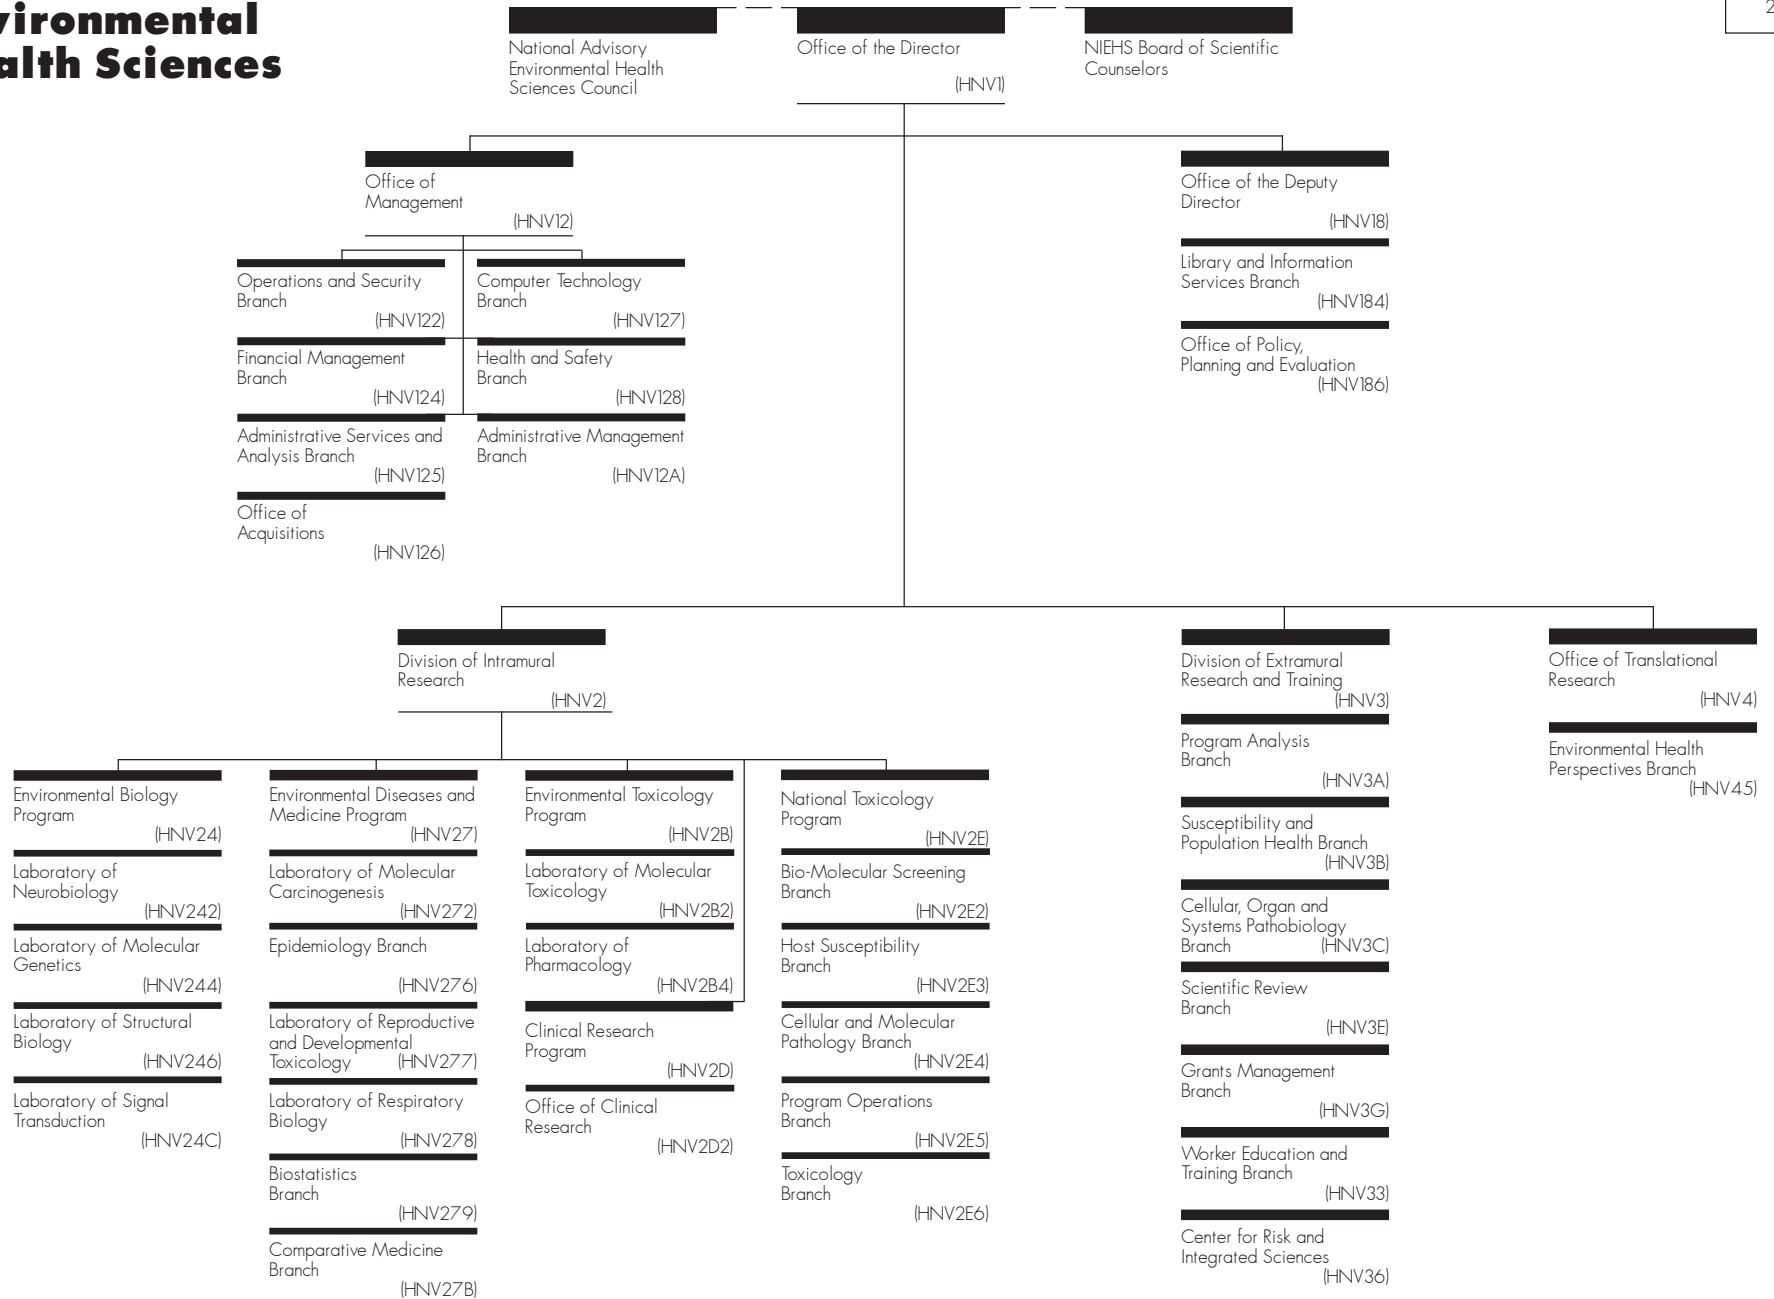 vironmental
alth Sciences
2
National Advisory
Environmental Health
Sciences Council
Office of the Director
(HNV1)
NIEHS Board of Scientific
Counselors
Office of
Management
(HNV12)
Office of the Deputy
Director
(HNV18)
Library and Information
Services Branch
(HNV184)
Office of Policy,
Planning and Evaluation
(HNV186)
Operations and Security
Branch
(HNV122)
Financial Management
Branch
(HNV124)
Administrative Services and
Analysis Branch
(HNV125)
Office of
Acquisitions
(HNV126)
Computer Technology
Branch
(HNV127)
Health and Safety
Branch
(HNV128)
Administrative Management
Branch
(HNV12A)
Division of Intramural
Research
(HNV2)
Environmental Biology
Program
(HNV24)
Laboratory of
Neurobiology
(HNV242)
Laboratory of Molecular
Genetics
(HNV244)
Laboratory of Structural
Biology
(HNV246)
Laboratory of Signal
Transduction
(HNV24C)
Environmental Diseases and
Medicine Program
(HNV27)
Laboratory of Molecular
Carcinogenesis
(HNV272)
Epidemiology Branch
(HNV276)
Laboratory of Reproductive
and Developmental
Toxicology (HNV277)
Laboratory of Respiratory
Biology
(HNV278)
Biostatistics
Branch
(HNV279)
Comparative Medicine
Branch
(HNV27B)
Environmental Toxicology
Program
(HNV2B)
Laboratory of Molecular
Toxicology
(HNV2B2)
Laboratory of
Pharmacology
(HNV2B4)
Clinical Research
Program
(HNV2D)
Office of Clinical
Research
(HNV2D2)
National Toxicology
Program
(HNV2E)
Bio-Molecular Screening
Branch
(HNV2E2)
Host Susceptibility
Branch
(HNV2E3)
Cellular and Molecular
Pathology Branch
(HNV2E4)
Program Operations
Branch
(HNV2E5)
Toxicology
Branch
(HNV2E6)
Division of Extramural
Research and Training
(HNV3)
Program Analysis
Branch
(HNV3A)
Susceptibility and
Population Health Branch
(HNV3B)
Cellular, Organ and
Systems Pathobiology
Branch (HNV3C)
Scientific Review
Branch
(HNV3E)
Grants Management
Branch
(HNV3G)
Worker Education and
Training Branch
(HNV33)
Center for Risk and
Integrated Sciences
(HNV36)
Office of Translational
Research
(HNV4)
Environmental Health
Perspectives Branch
(HNV45)